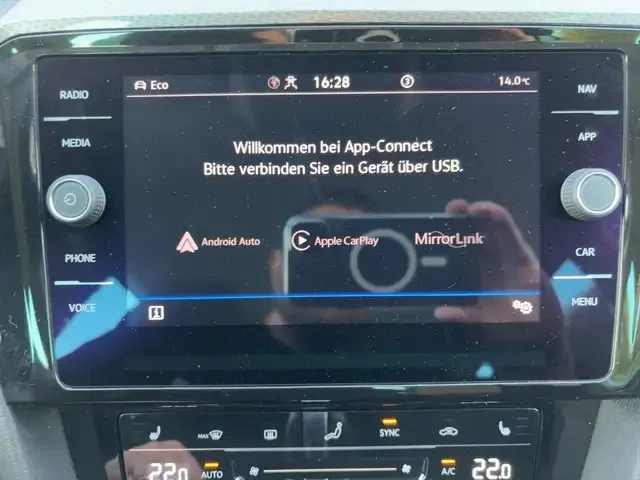 RADIO
MEDIA
PHONE
VOICE
Eco
16:28
3
14.0°C
Willkommen bei App-Connect
Bitte verbinden Sie ein Gerät über USB.
Android Auto
Apple CarPlay
MirrorLink
i
NAV
APP
CAR
MENU
MAX
SYNC
22.0
AUTO
A/C
22.0